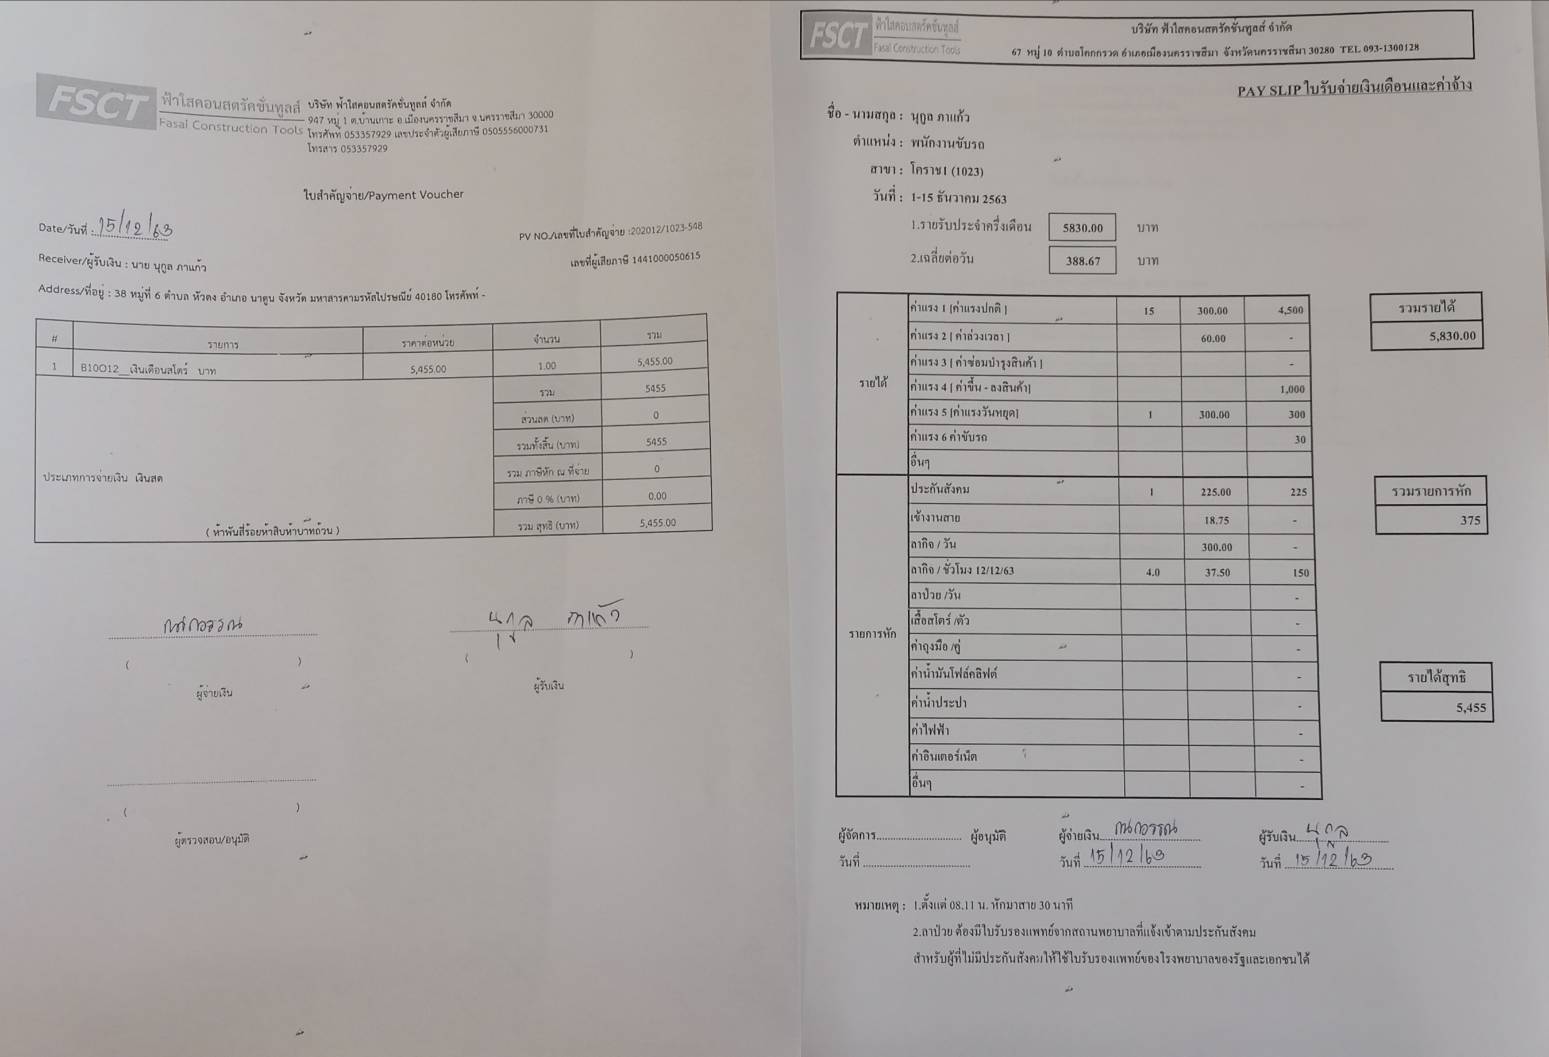 FSCT
ฟ้าใสคอนสตรัคชั่นทูลส์
Fasai Construction Tools
บริษัท ฟ้าใสคอนสตรัคชั่นทูลส์ จำกัด
947 หมู่ 1 ต.บ้านเกาะ อ.เมืองนครราชสีมา จ.นครราชสีมา 30000
โทรศัพท์ 053357929 เลขประจำตัวผู้เสียภาษี 0505556000731
โทรสาร 053357929
ใบสำคัญจ่าย/Payment Voucher
Date/วันที่ : 15/12/63
PV NO./เลขที่ใบสำคัญจ่าย :202012/1023-548
Receiver/ผู้รับเงิน : นาย นุกูล ภาแก้ว
เลขที่ผู้เสียภาษี 1441000050615
Address/ที่อยู่ : 38 หมู่ที่ 6 ตำบล หัวดง อำเภอ นาดูน จังหวัด มหาสารคามรหัสไปรษณีย์ 40180 โทรศัพท์ -
# รายการ ราคาต่อหน่วย จำนวน รวม
1 B10O12__เงินเดือนสโตร์ บาท 5,455.00 1.00 5,455.00
รวม 5455
ส่วนลด (บาท) 0
รวมทั้งสิ้น (บาท) 5455
ประเภทการจ่ายเงิน เงินสด
รวม ภาษีหัก ณ ที่จ่าย 0
ภาษี 0 % (บาท) 0.00
( ห้าพันสี่ร้อยห้าสิบห้าบาทถ้วน ) รวม สุทธิ (บาท) 5,455.00
นุกูล ภาแก้ว
( )
( )
ผู้จ่ายเงิน
ผู้รับเงิน
( )
ผู้ตรวจสอบ/อนุมัติ
FSCT
ฟ้าใสคอนสตรัคชั่นทูลส์
Fasai Construction Tools
บริษัท ฟ้าใสคอนสตรัคชั่นทูลส์ จำกัด
67 หมู่ 10 ตำบลโคกกรวด อำเภอเมืองนครราชสีมา จังหวัดนครราชสีมา 30280 TEL 093-1300128
PAY SLIP ใบรับจ่ายเงินเดือนและค่าจ้าง
ชื่อ - นามสกุล : นุกูล ภาแก้ว
ตำแหน่ง : พนักงานขับรถ
สาขา : โคราช1 (1023)
วันที่ : 1-15 ธันวาคม 2563
1.รายรับประจำครึ่งเดือน 5830.00 บาท
2.เฉลี่ยต่อวัน 388.67 บาท
รายได้
ค่าแรง 1 [ค่าแรงปกติ ] 15 300.00 4,500
ค่าแรง 2 [ ค่าล่วงเวลา ] 60.00 -
ค่าแรง 3 [ ค่าซ่อมบำรุงสินค้า ] -
ค่าแรง 4 [ ค่าขึ้น - ลงสินค้า] 1,000
ค่าแรง 5 [ค่าแรงวันหยุด] 1 300.00 300
ค่าแรง 6 ค่าขับรถ 30
อื่นๆ
รวมรายได้
5,830.00
รายการหัก
ประกันสังคม 1 225.00 225
เข้างานสาย 18.75 -
ลากิจ / วัน 300.00 -
ลากิจ / ชั่วโมง 12/12/63 4.0 37.50 150
ลาป่วย /วัน -
เสื้อสโตร์ /ตัว -
ค่าถุงมือ /คู่ -
ค่าน้ำมันโฟล์คลิฟต์ -
ค่าน้ำประปา -
ค่าไฟฟ้า -
ค่าอินเตอร์เน็ต -
อื่นๆ -
รวมรายการหัก
375
รายได้สุทธิ
5,455
ผู้จัดการ ผู้อนุมัติ ผู้จ่ายเงิน ผู้รับเงิน นุกูล
วันที่ วันที่ 15/12/63 วันที่ 15/12/63
หมายเหตุ : 1.ตั้งแต่ 08.11 น. หักมาสาย 30 นาที
2.ลาป่วย ต้องมีใบรับรองแพทย์จากสถานพยาบาลที่แจ้งเข้าตามประกันสังคม
สำหรับผู้ที่ไม่มีประกันสังคมให้ใช้ใบรับรองแพทย์ของโรงพยาบาลของรัฐและเอกชนได้